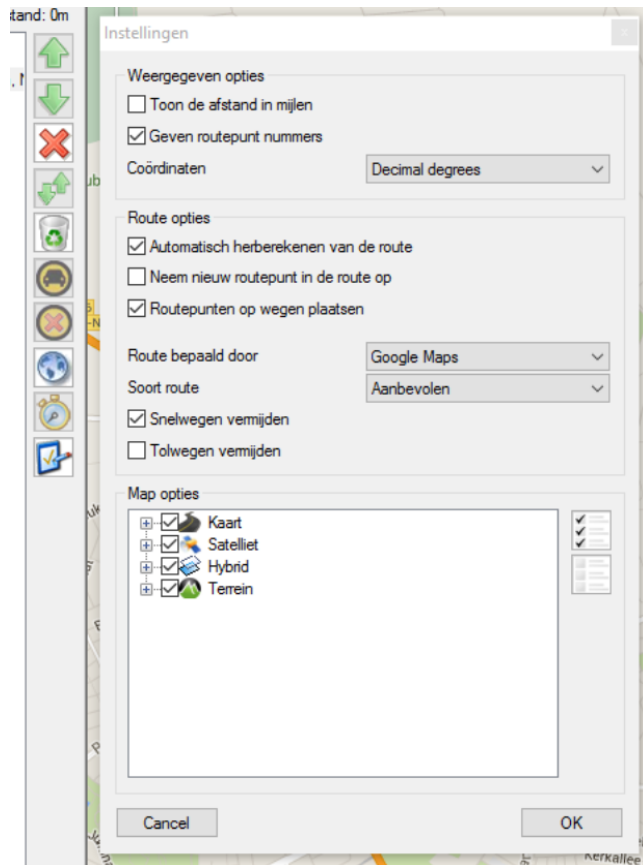 stand: 0m
Instellingen
Weergegeven opties
Toon de afstand in mijlen
Geven routepunt nummers
Coördinaten
Decimal degrees
Route opties
Automatisch herberekenen van de route
Neem nieuw routepunt in de route op
Routepunten op wegen plaatsen
Route bepaald door
Google Maps
Soort route
Aanbevolen
Snelwegen vermijden
Tolwegen vermijden
Map opties
Kaart
Satelliet
Hybrid
Terrein
Cancel
OK
Kerkallee